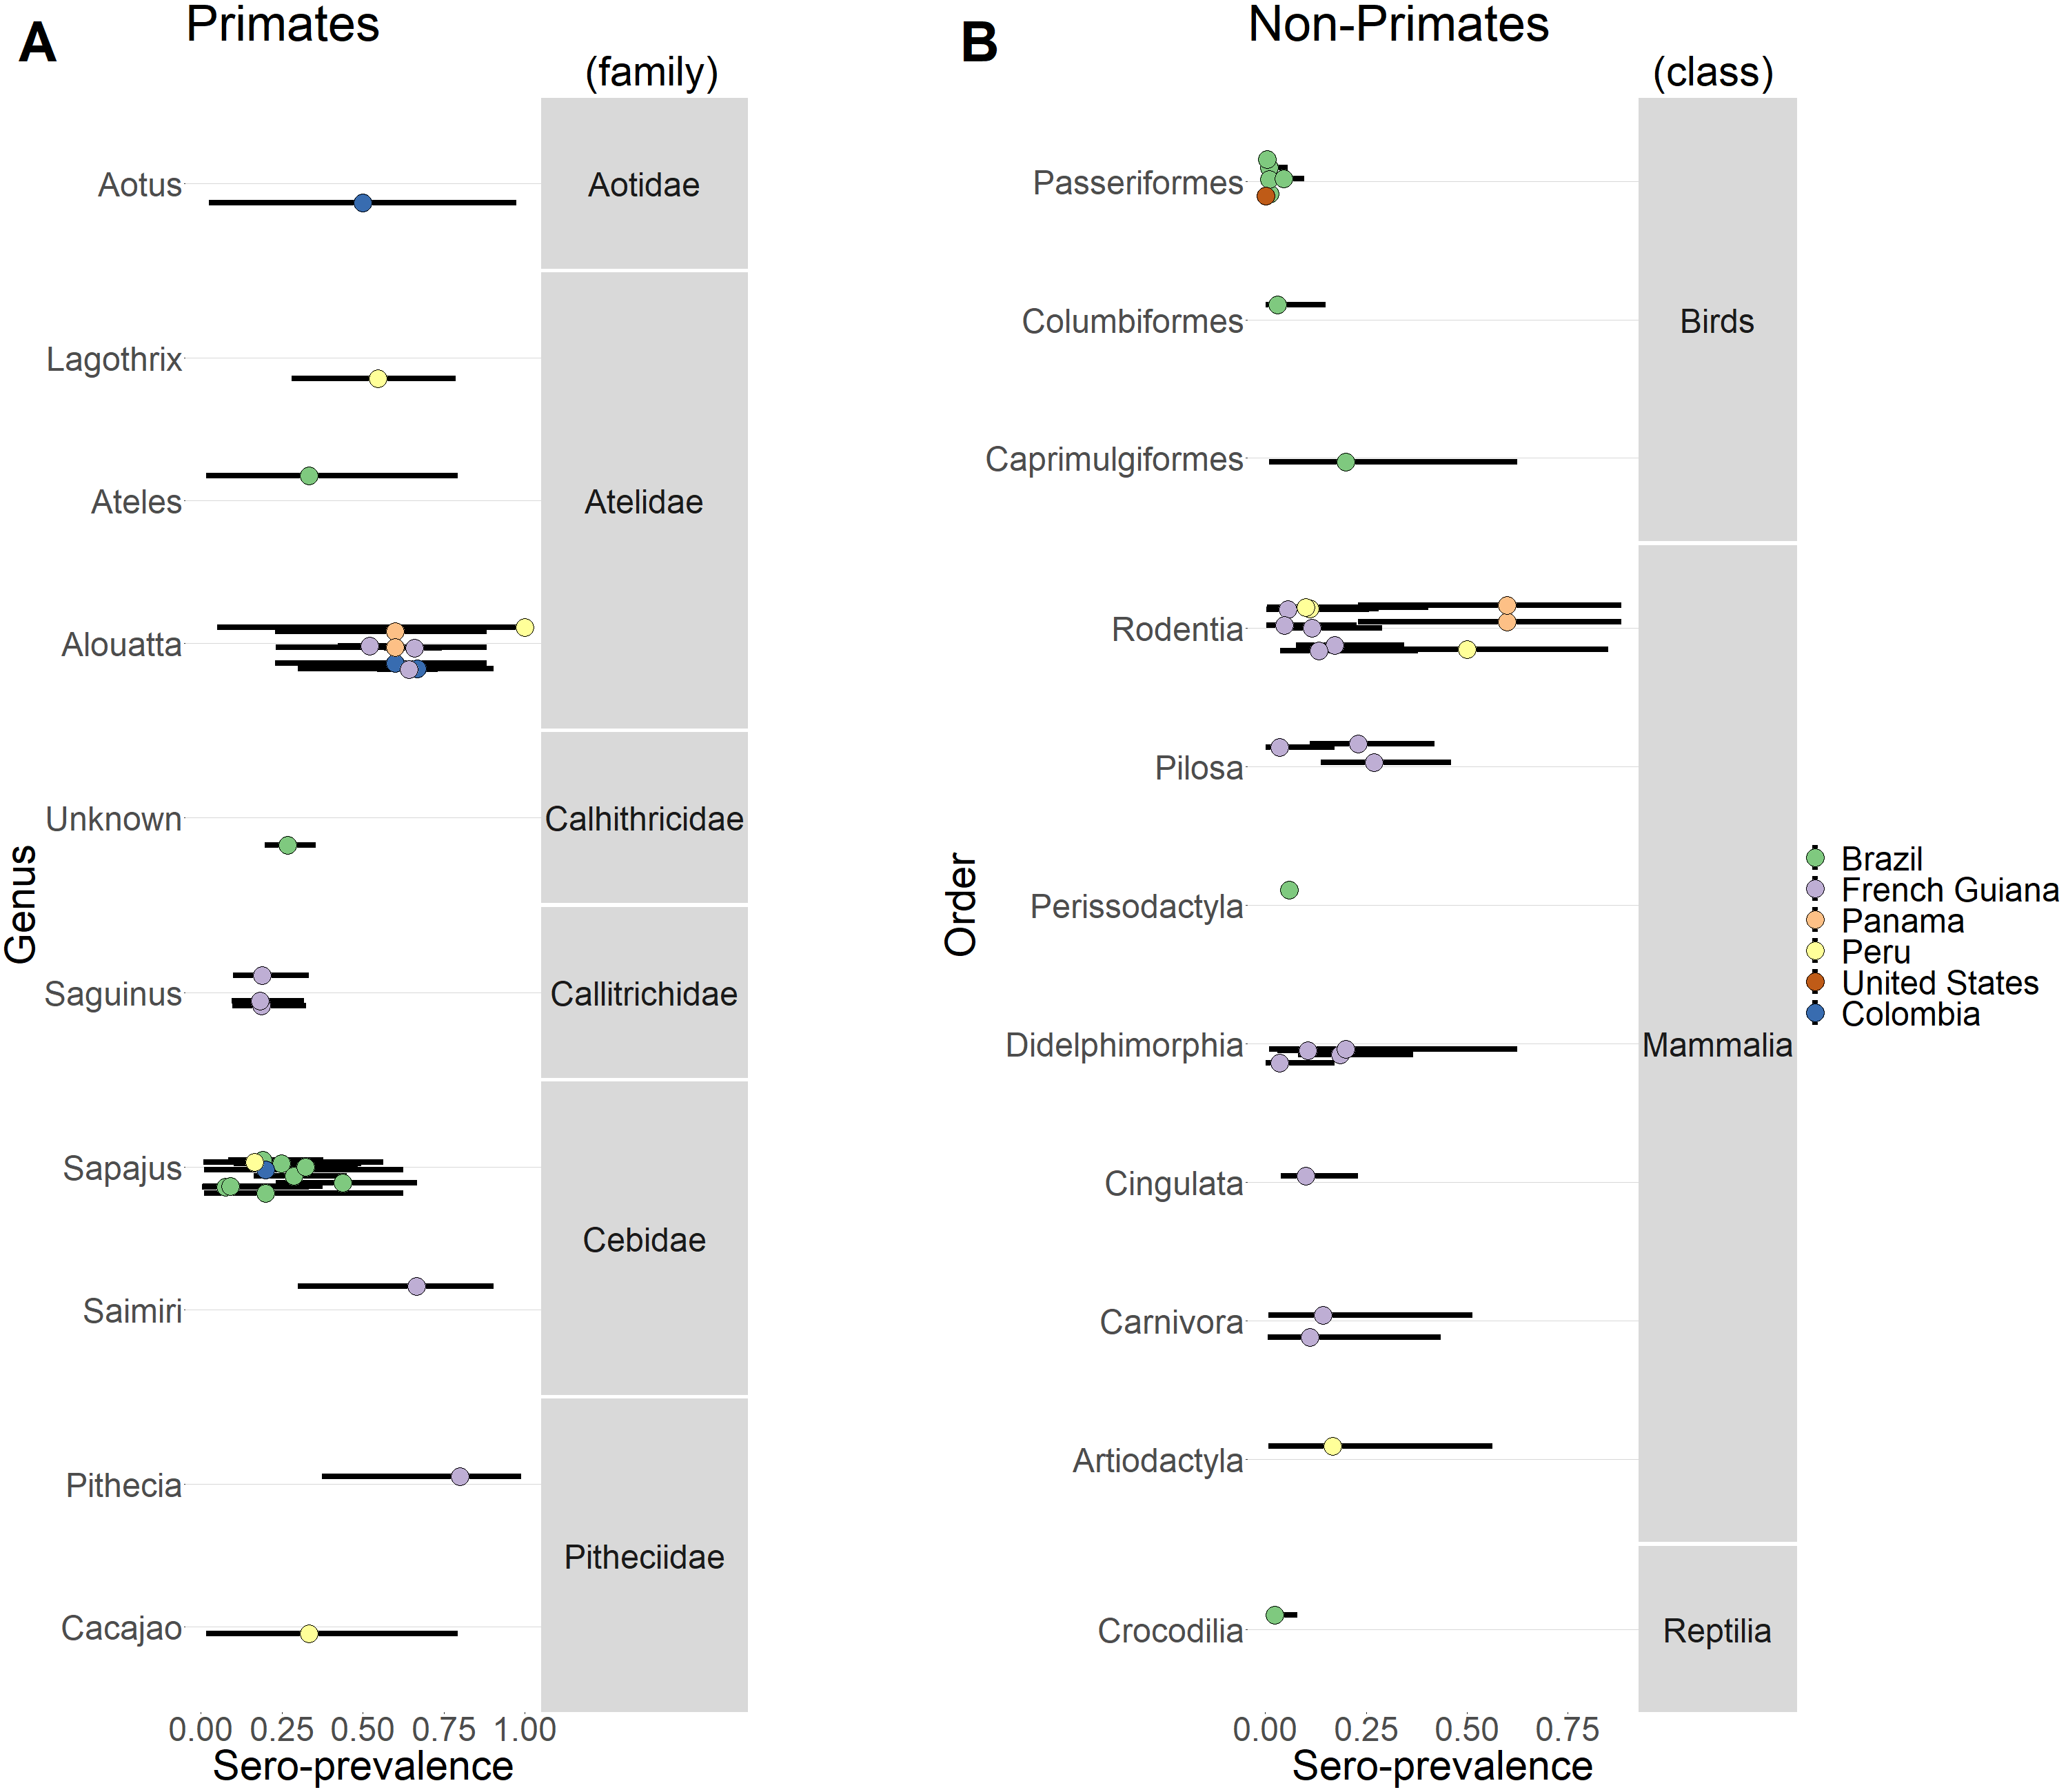 A
Primates
(family)
Aotus
Aotidae
Lagothrix
Ateles
Atelidae
Alouatta
Unknown
Calhithricidae
Genus
Saguinus
Callitrichidae
Sapajus
Cebidae
Saimiri
Pithecia
Pitheciidae
Cacajao
0.00 0.25 0.50 0.75 1.00
Sero-prevalence
B
Non-Primates
(class)
Passeriformes
Columbiformes
Birds
Caprimulgiformes
Rodentia
Pilosa
Order
Perissodactyla
Didelphimorphia
Mammalia
Cingulata
Carnivora
Artiodactyla
Crocodilia
Reptilia
0.00 0.25 0.50 0.75
Sero-prevalence
Brazil
French Guiana
Panama
Peru
United States
Colombia